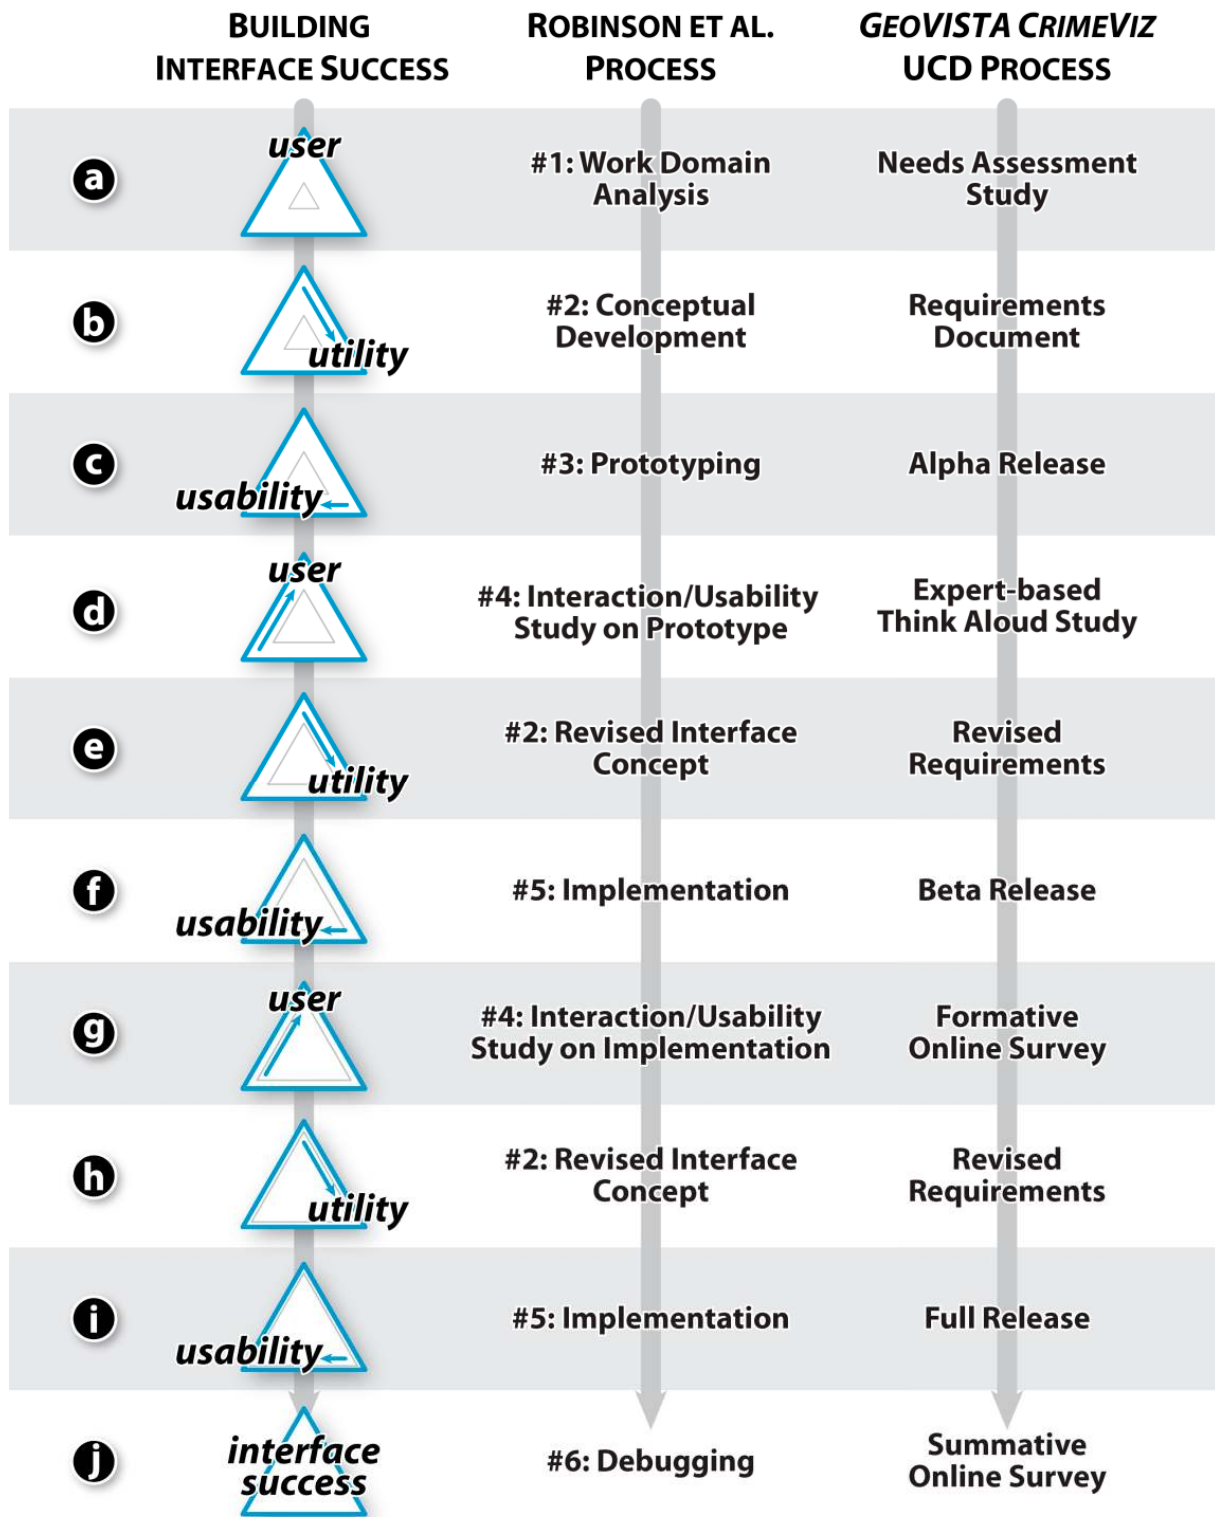 BUILDING
INTERFACE SUCCESS
ROBINSON ET AL.
PROCESS
GEOVISTA CRIMEVIZ
UCD PROCESS
a
user
#1: Work Domain
Analysis
Needs Assessment
Study
b
utility
#2: Conceptual
Development
Requirements
Document
c
usability
#3: Prototyping
Alpha Release
d
user
#4: Interaction/Usability
Study on Prototype
Expert-based
Think Aloud Study
e
utility
#2: Revised Interface
Concept
Revised
Requirements
f
usability
#5: Implementation
Beta Release
g
user
#4: Interaction/Usability
Study on Implementation
Formative
Online Survey
h
utility
#2: Revised Interface
Concept
Revised
Requirements
i
usability
#5: Implementation
Full Release
j
interface
success
#6: Debugging
Summative
Online Survey